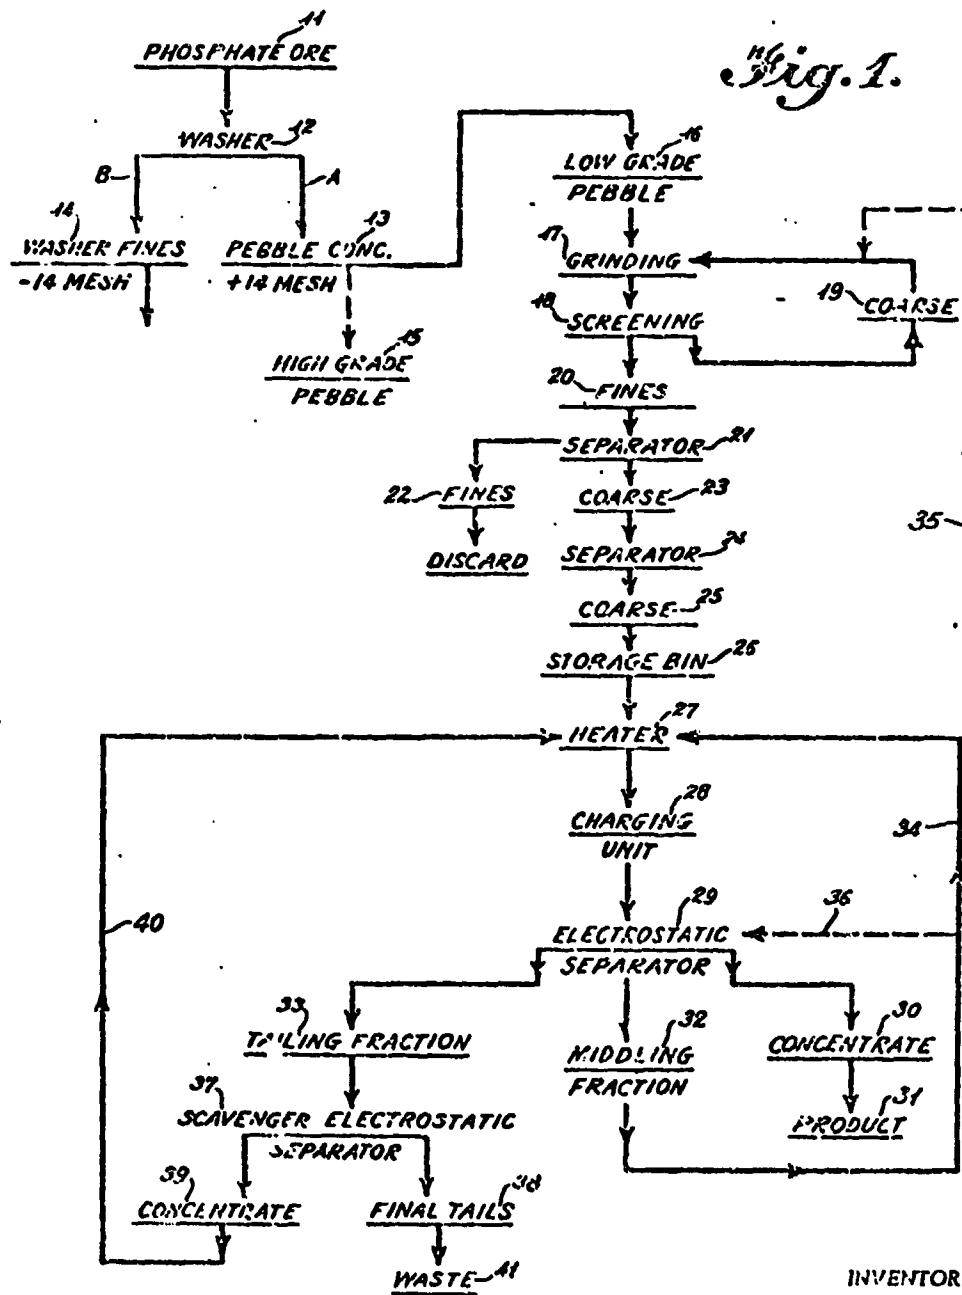 Fig. 1.
11
PHOSPHATE ORE
WASHER 12
B
A
14
WASHER FINES
-14 MESH
13
PEBBLE CONC.
+14 MESH
15
HIGH GRADE
PEBBLE
16
LOW GRADE
PEBBLE
17
GRINDING
18
SCREENING
19
COARSE
20
FINES
SEPARATOR 21
22 FINES
DISCARD
COARSE 23
SEPARATOR 24
COARSE 25
STORAGE BIN 26
35
27
HEATER
28
CHARGING
UNIT
34
40
29
ELECTROSTATIC
SEPARATOR
36
33
TAILING FRACTION
32
MIDDLING
FRACTION
30
CONCENTRATE
31
PRODUCT
37
SCAVENGER ELECTROSTATIC
SEPARATOR
39
CONCENTRATE
38
FINAL TAILS
WASTE 41
INVENTOR